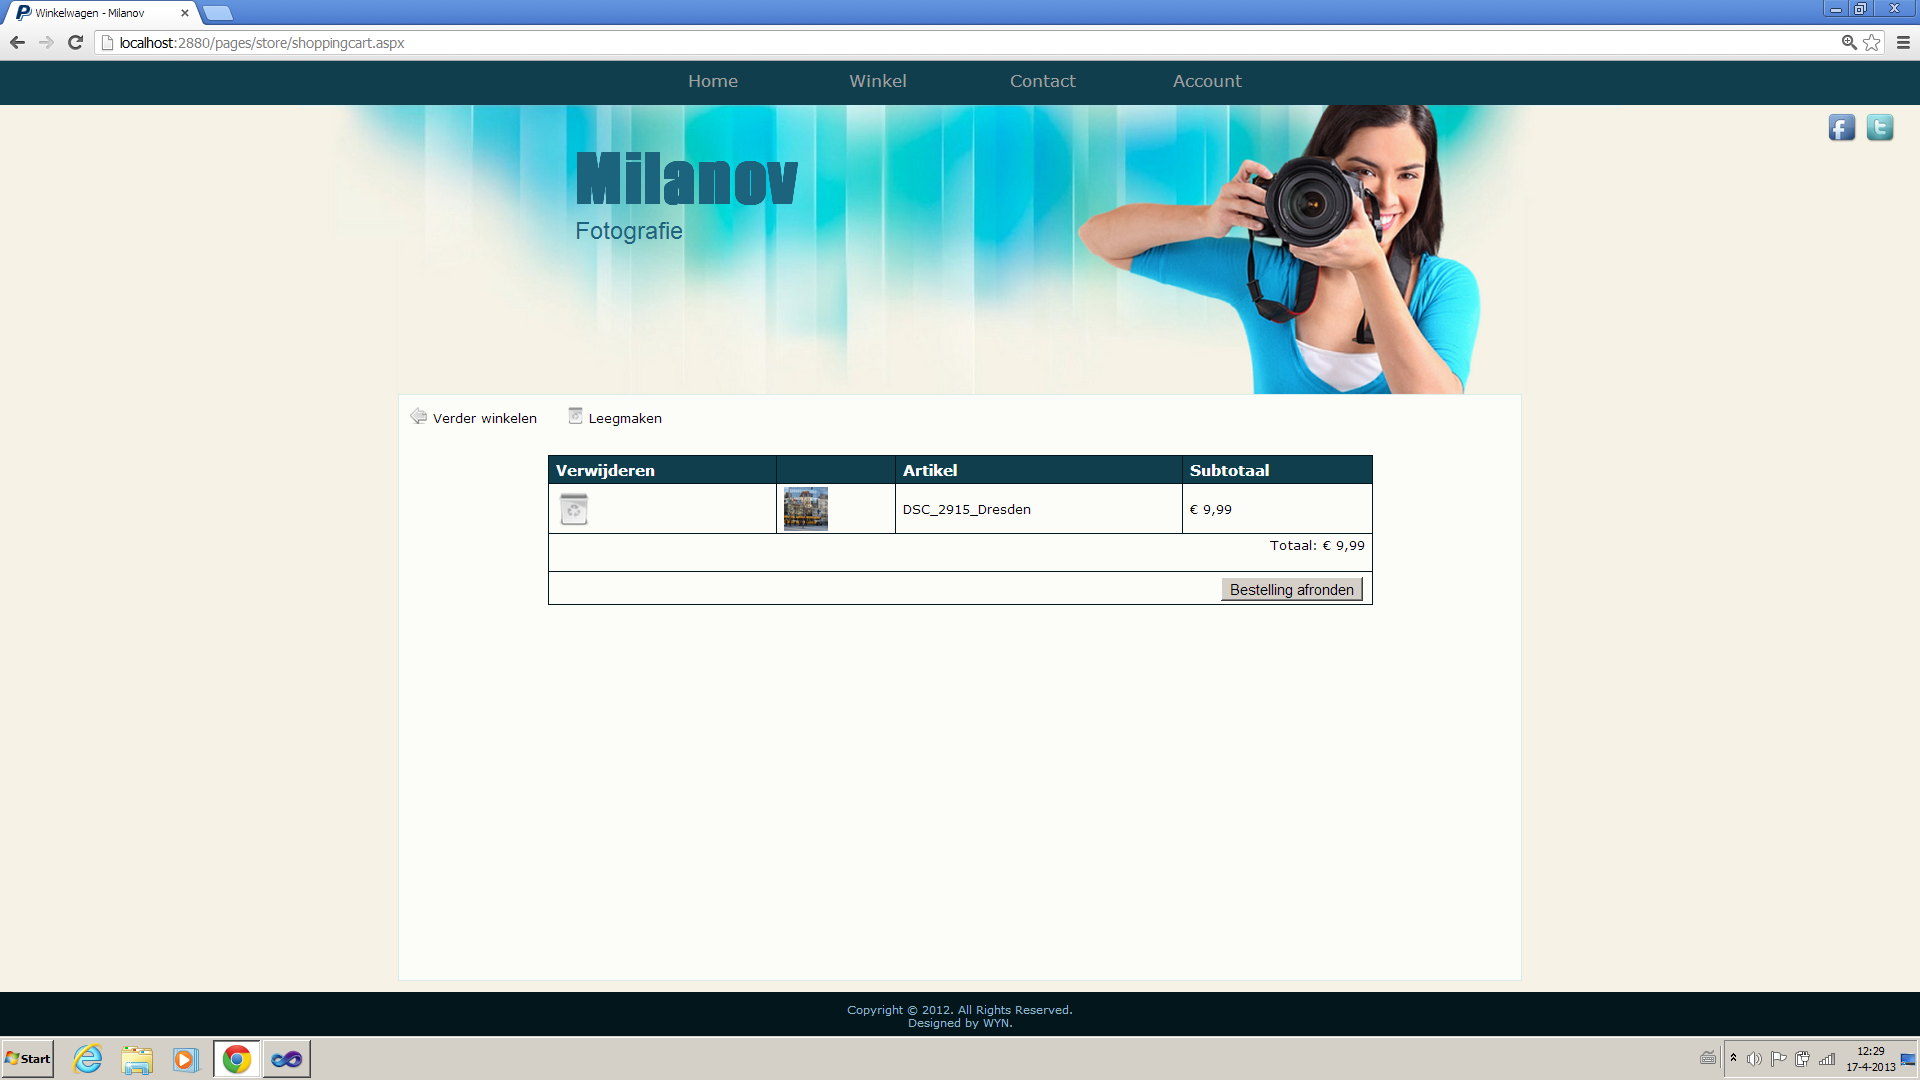 Winkelwagen - Milanov
localhost:2880/pages/store/shoppingcart.aspx
Home Winkel Contact Account
Milanov
Fotografie
Verder winkelen Leegmaken
Verwijderen Artikel Subtotaal
DSC_2915_Dresden € 9,99
Totaal: € 9,99
Bestelling afronden
Copyright © 2012. All Rights Reserved.
Designed by WYN.
Start
12:29
17-4-2013